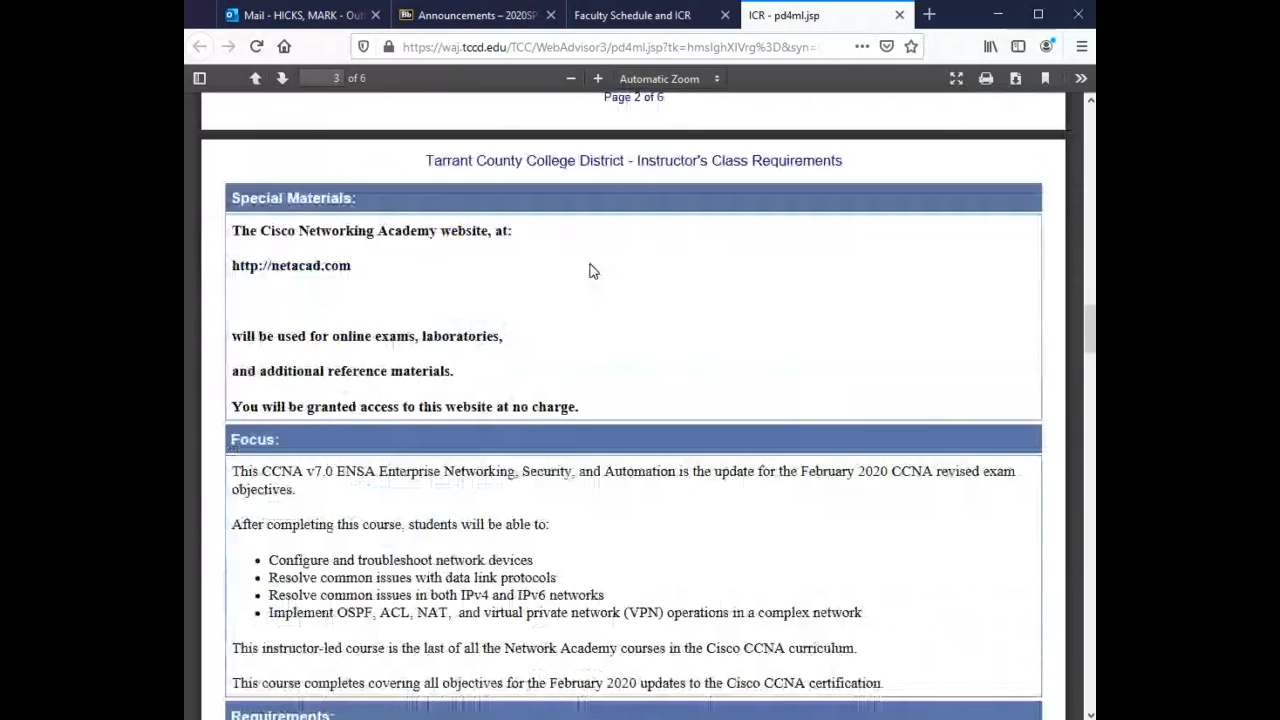 Mail - HICKS, MARK - Out
Announcements – 2020SP
Faculty Schedule and ICR
ICR - pd4ml.jsp
https://waj.tccd.edu/TCC/WebAdvisor3/pd4ml.jsp?tk=hmsIghXIVrg%3D&syn=
3 of 6
Automatic Zoom
Page 2 of 6
Tarrant County College District - Instructor's Class Requirements
Special Materials:
The Cisco Networking Academy website, at:
http://netacad.com
will be used for online exams, laboratories,
and additional reference materials.
You will be granted access to this website at no charge.
Focus:
This CCNA v7.0 ENSA Enterprise Networking, Security, and Automation is the update for the February 2020 CCNA revised exam
objectives.
After completing this course, students will be able to:
• Configure and troubleshoot network devices
• Resolve common issues with data link protocols
• Resolve common issues in both IPv4 and IPv6 networks
• Implement OSPF, ACL, NAT, and virtual private network (VPN) operations in a complex network
This instructor-led course is the last of all the Network Academy courses in the Cisco CCNA curriculum.
This course completes covering all objectives for the February 2020 updates to the Cisco CCNA certification.
Requirements: